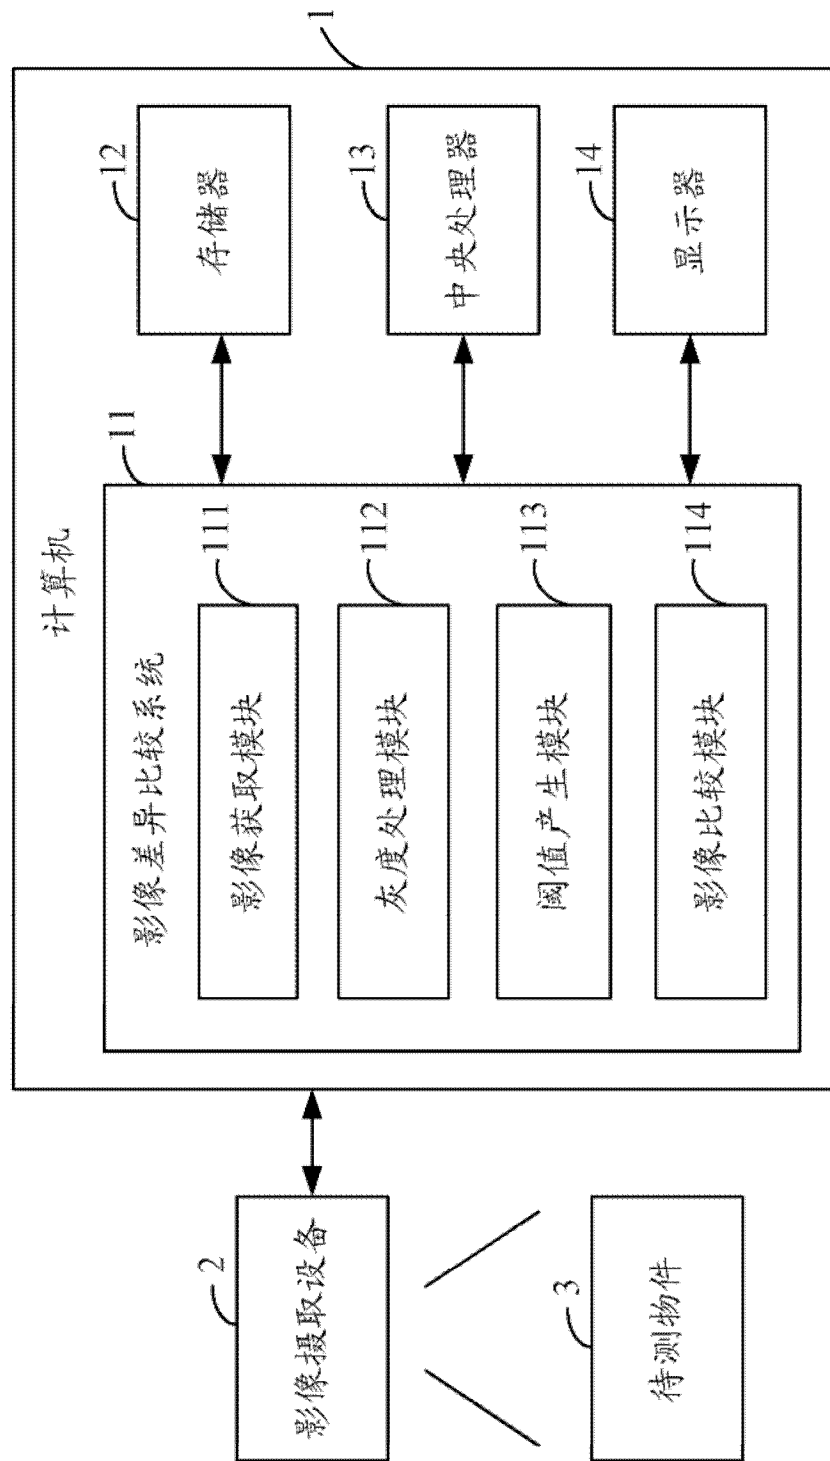 计算机
1
影像差异比较系统
11
影像获取模块
111
灰度处理模块
112
阈值产生模块
113
影像比较模块
114
存储器
12
中央处理器
13
显示器
14
影像摄取设备
2
待测物件
3